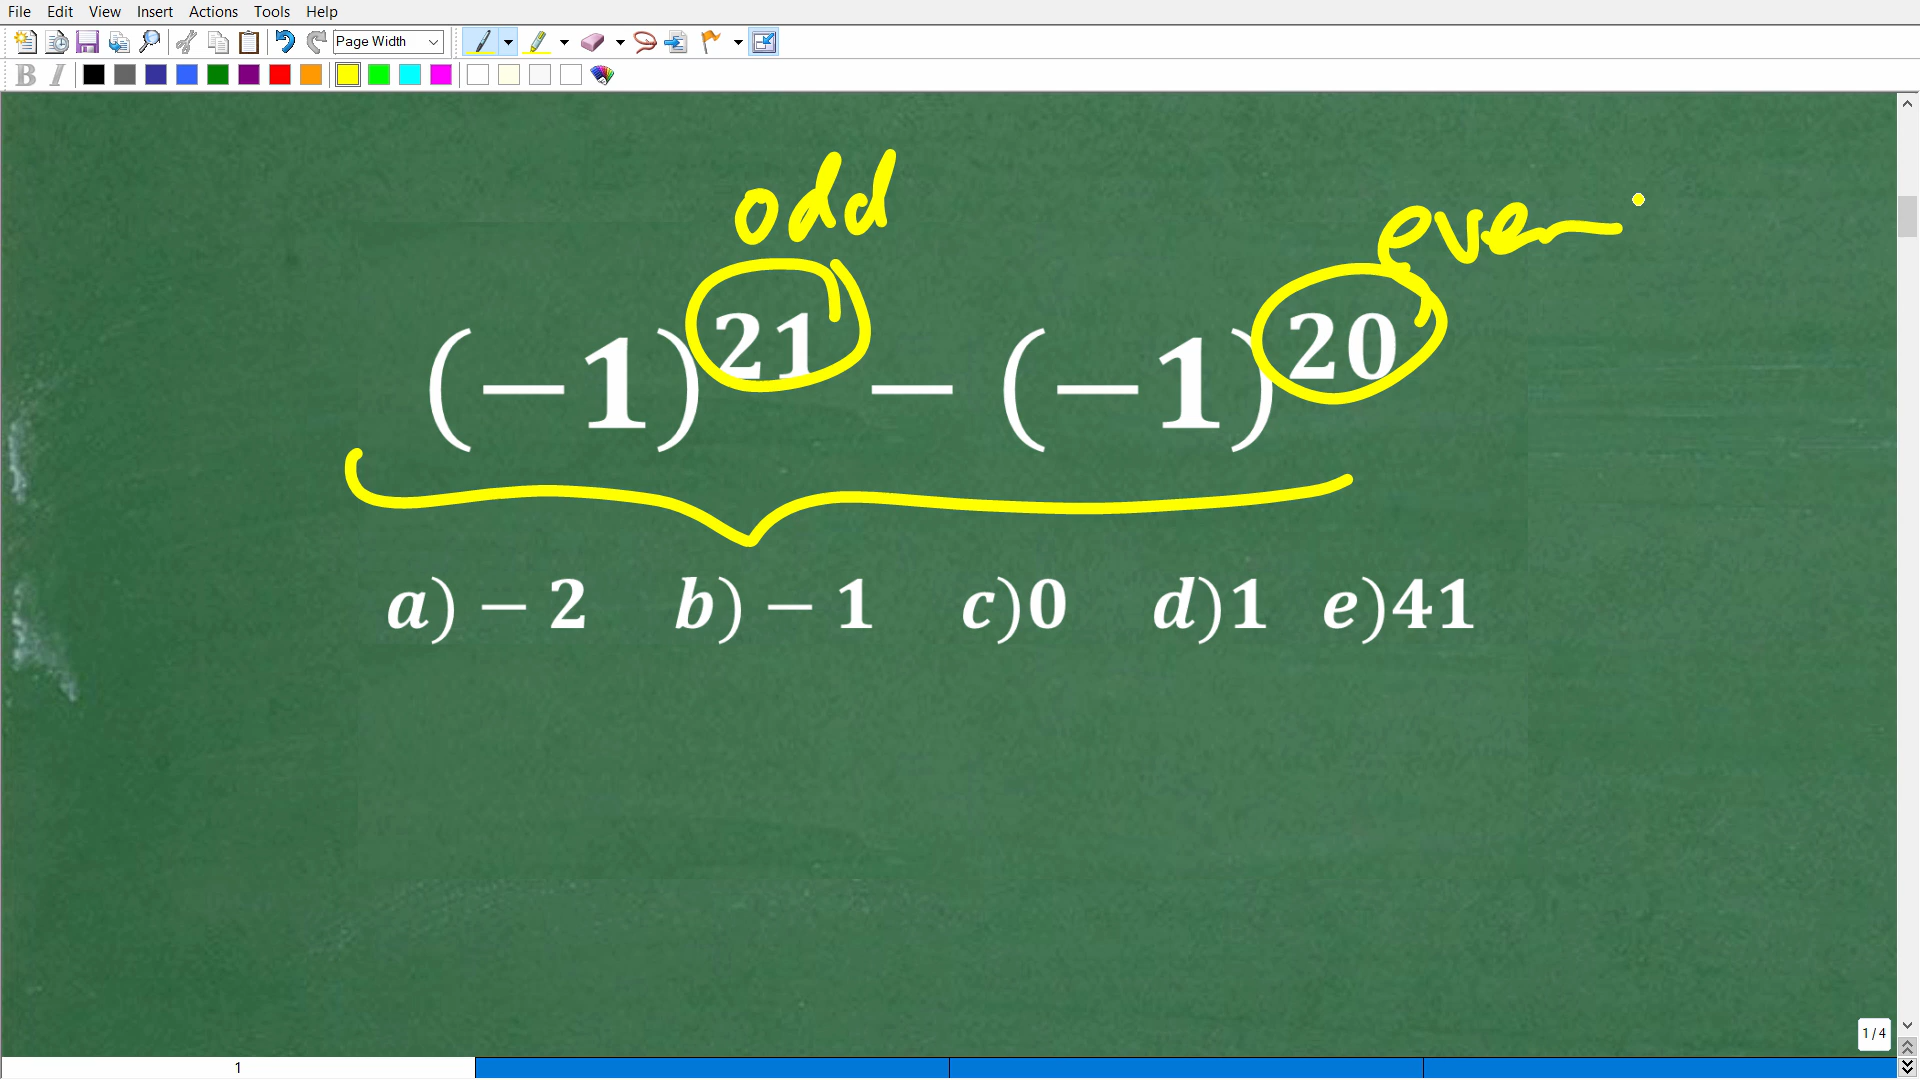 File Edit View Insert Actions Tools Help
Page Width
B I
odd
even
(−1)²¹ − (−1)²⁰
a) − 2 b) − 1 c)0 d)1 e)41
1 / 4
1